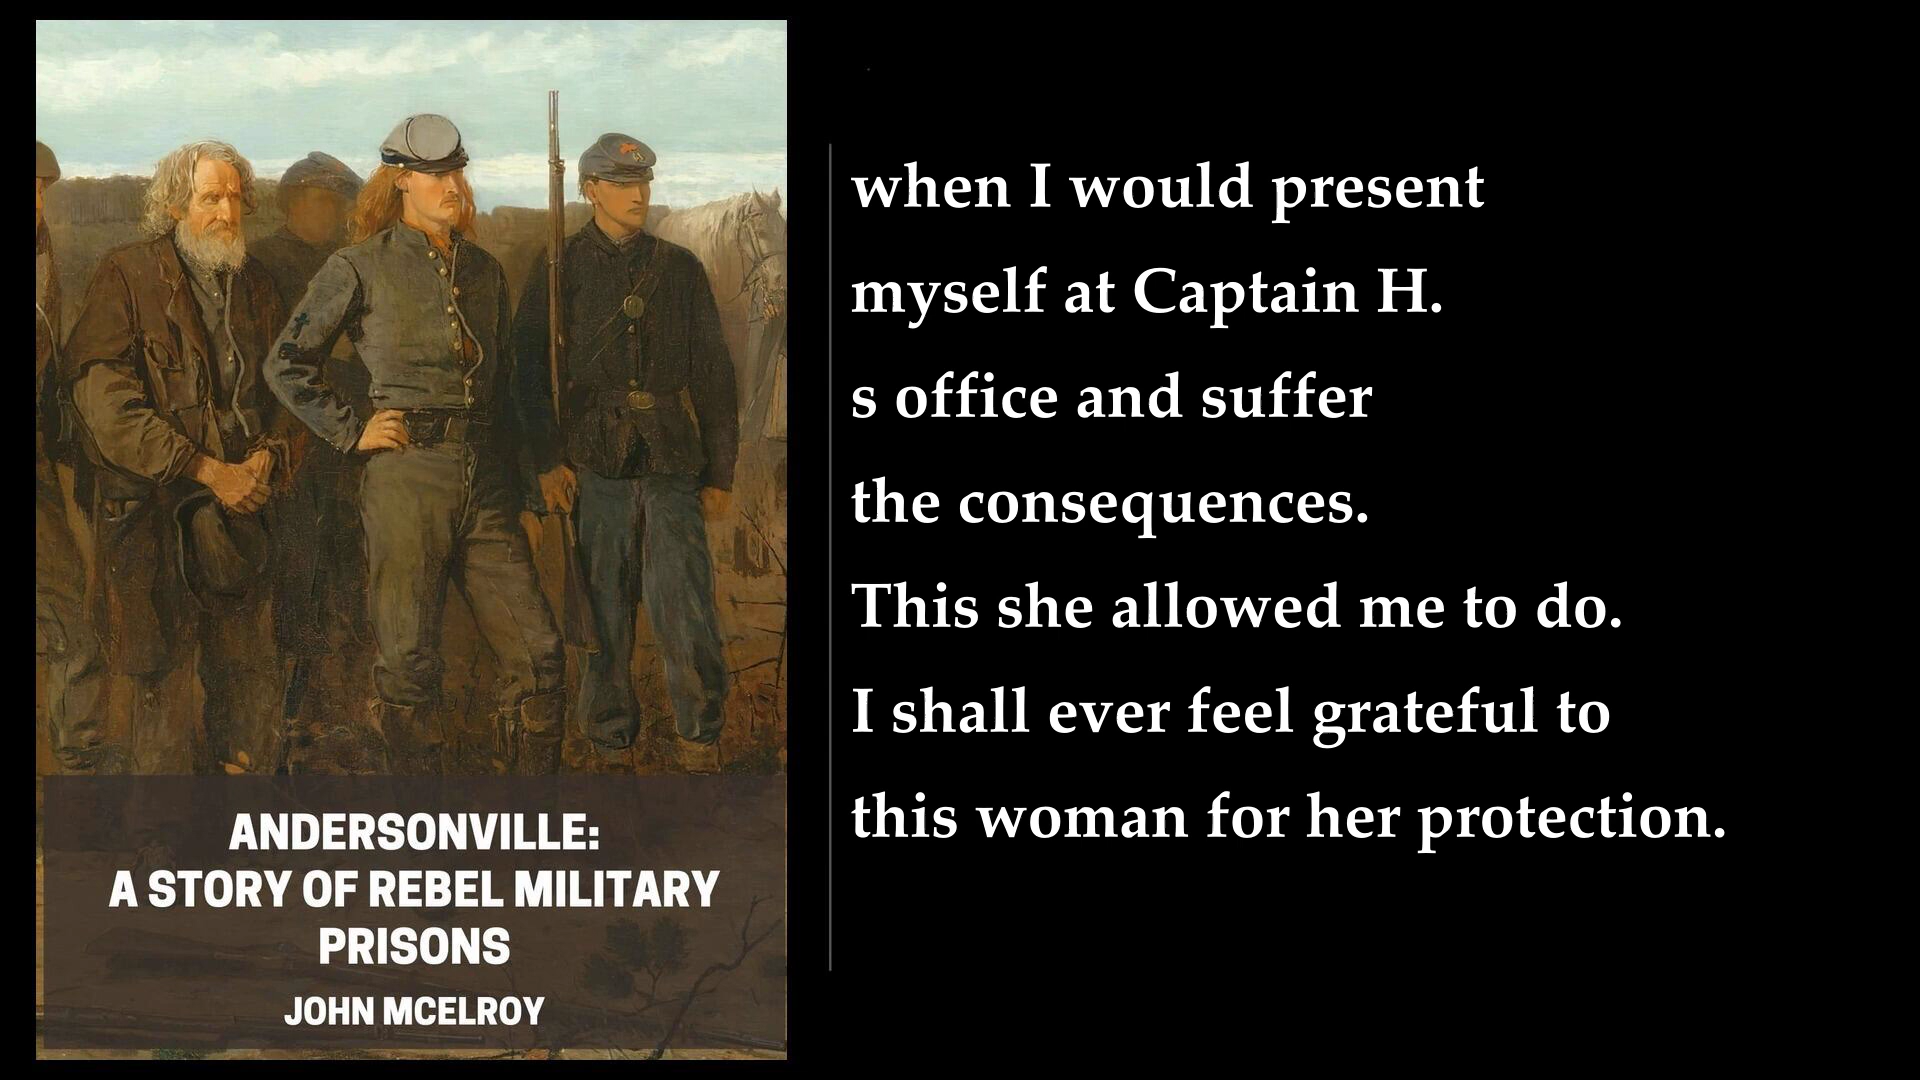 ANDERSONVILLE:
A STORY OF REBEL MILITARY
PRISONS
JOHN MCELROY
when I would present
myself at Captain H.
s office and suffer
the consequences.
This she allowed me to do.
I shall ever feel grateful to
this woman for her protection.